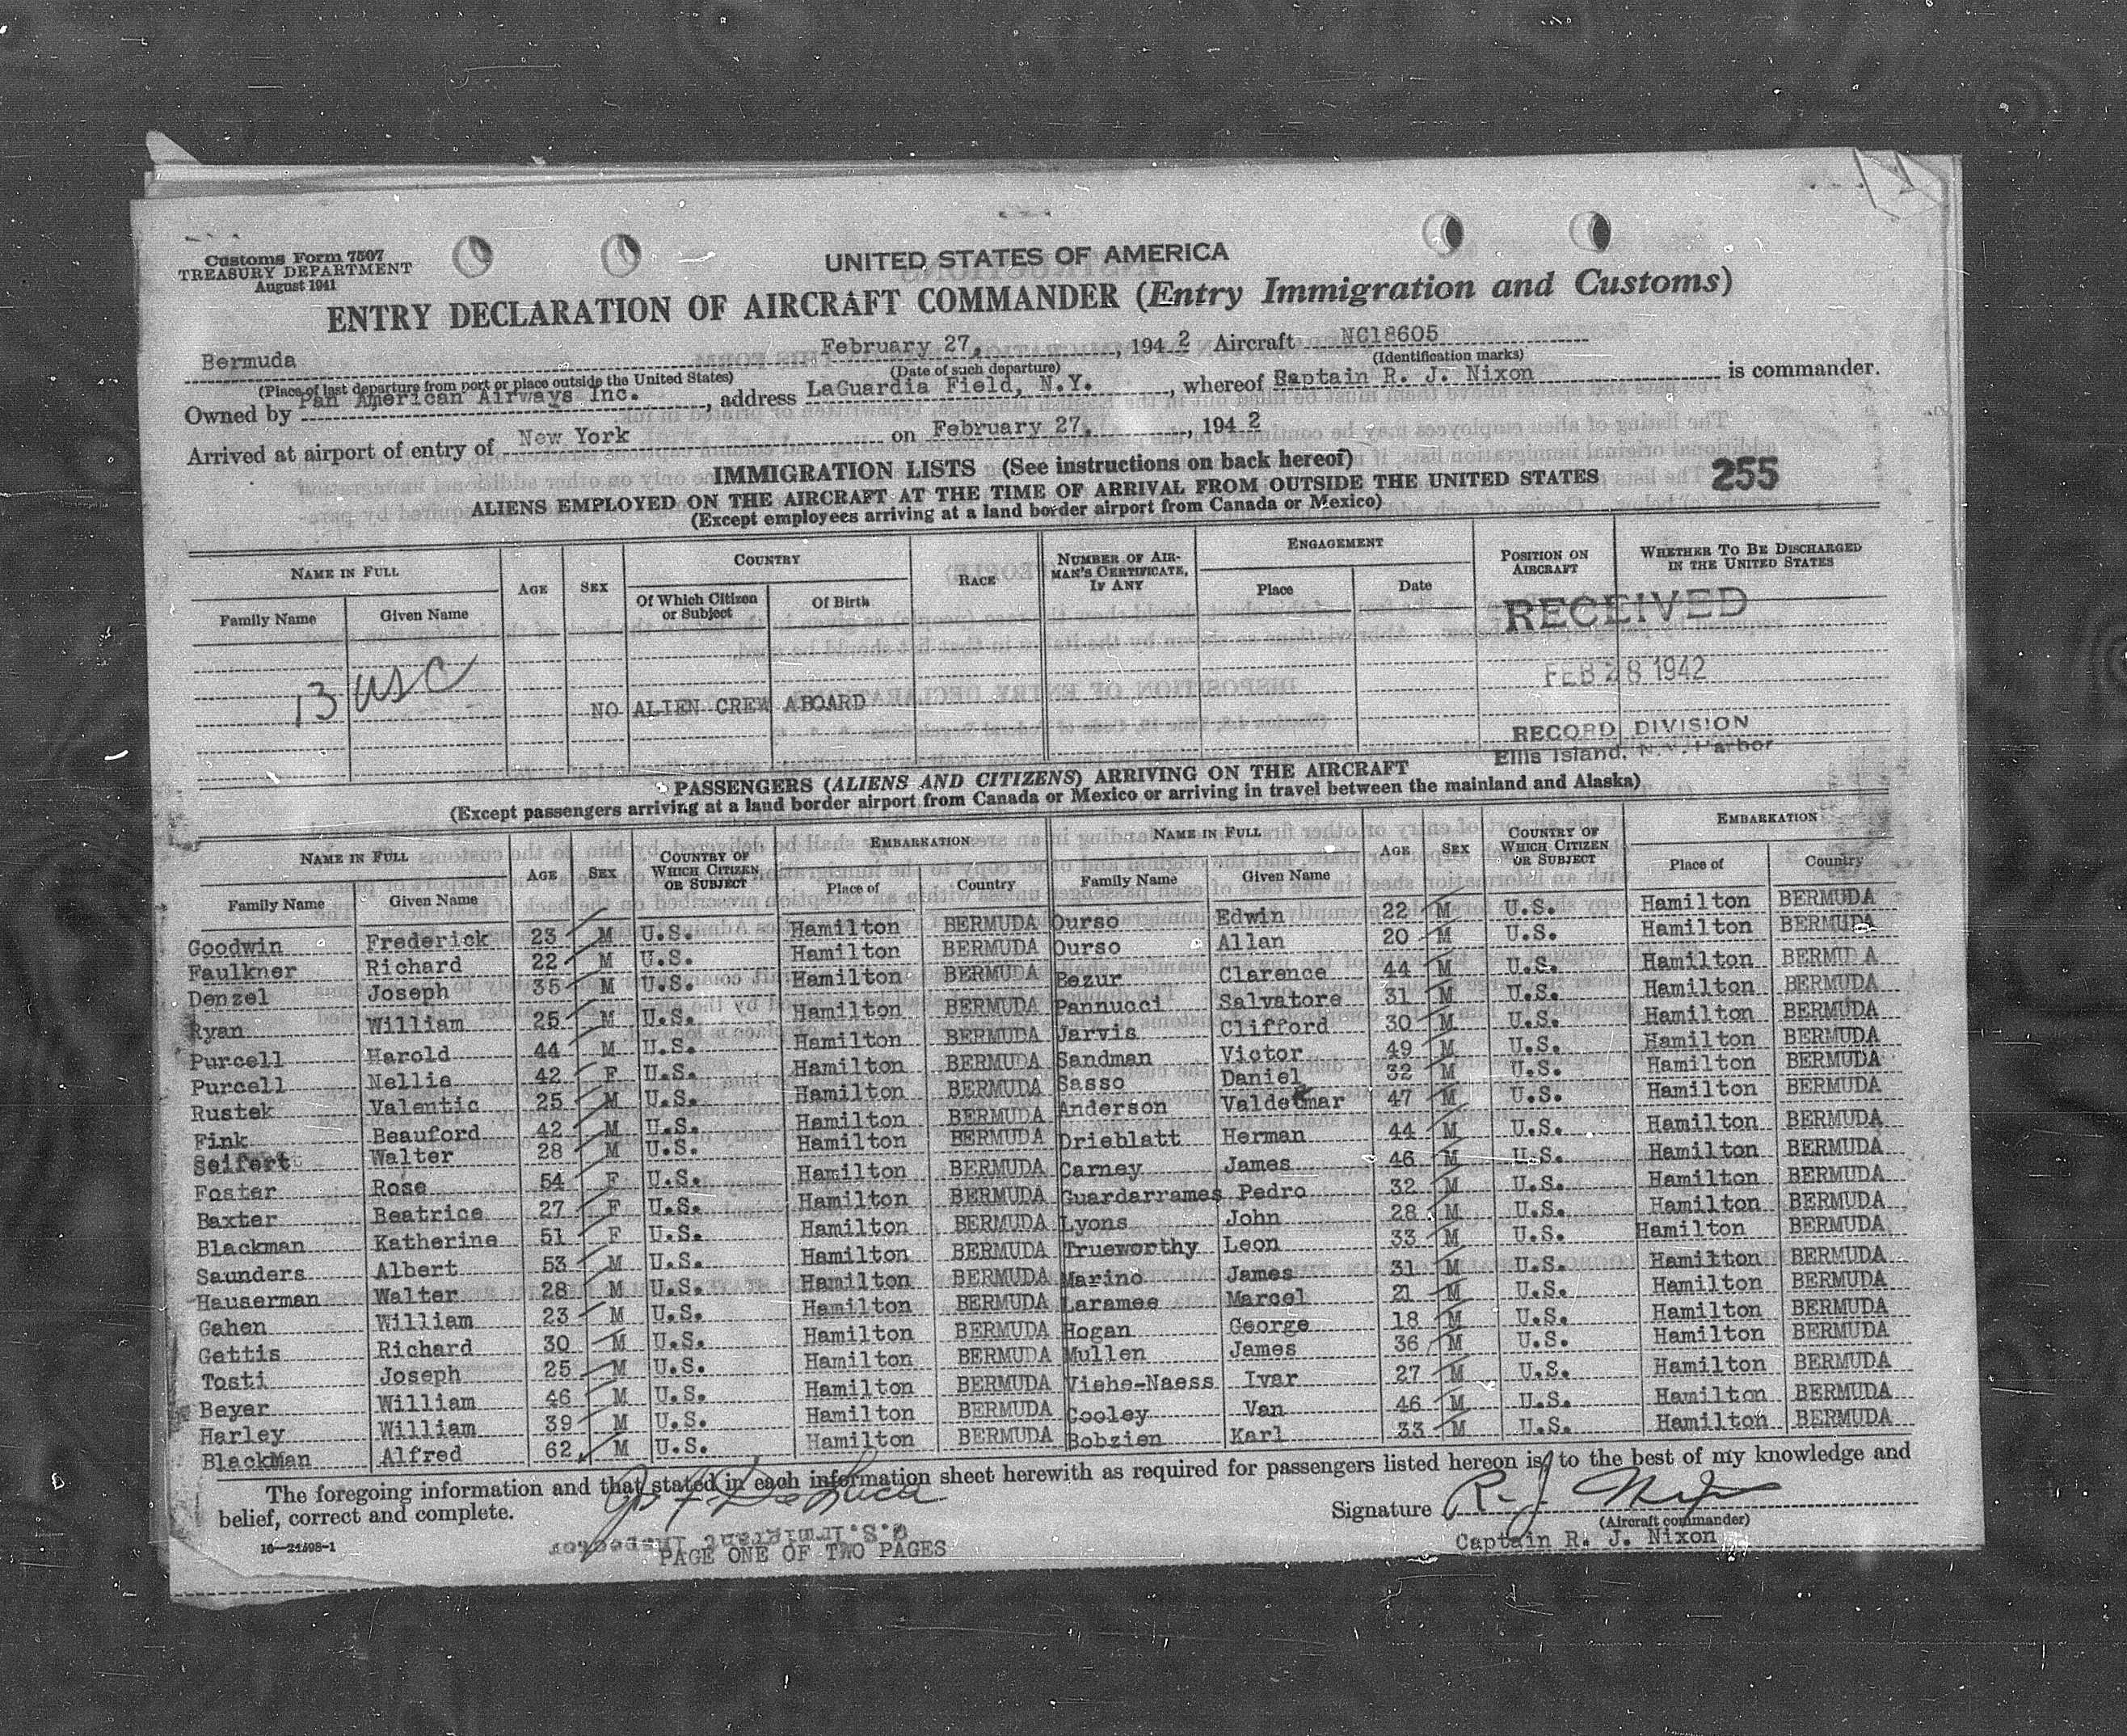 Customs Form 7507
TREASURY DEPARTMENT
August 1941
UNITED STATES OF AMERICA
ENTRY DECLARATION OF AIRCRAFT COMMANDER (Entry Immigration and Customs)
Bermuda February 27, , 194 2 Aircraft NC18605
(Place of last departure from port or place outside the United States) (Date of such departure) (Identification marks)
Owned by Pan American Airways Inc. , address LaGuardia Field, N.Y. , whereof Captain R. J. Nixon is commander.
Arrived at airport of entry of New York on February 27, , 194 2
IMMIGRATION LISTS (See instructions on back hereof) 255
ALIENS EMPLOYED ON THE AIRCRAFT AT THE TIME OF ARRIVAL FROM OUTSIDE THE UNITED STATES
(Except employees arriving at a land border airport from Canada or Mexico)
NAME IN FULL AGE SEX COUNTRY RACE NUMBER OF AIR-MAN'S CERTIFICATE, IF ANY ENGAGEMENT POSITION ON AIRCRAFT WHETHER TO BE DISCHARGED IN THE UNITED STATES
Family Name Given Name Of Which Citizen or Subject Of Birth Place Date
RECEIVED
13 USC
FEB 28 1942
NO ALIEN CREW ABOARD
RECORD DIVISION
Ellis Island, N.Y. Harbor
PASSENGERS (ALIENS AND CITIZENS) ARRIVING ON THE AIRCRAFT
(Except passengers arriving at a land border airport from Canada or Mexico or arriving in travel between the mainland and Alaska)
NAME IN FULL AGE SEX COUNTRY OF WHICH CITIZEN OR SUBJECT EMBARKATION NAME IN FULL AGE SEX COUNTRY OF WHICH CITIZEN OR SUBJECT EMBARKATION
Family Name Given Name Place of Country Family Name Given Name Place of Country
Goodwin Frederick 23 M U.S. Hamilton BERMUDA Ourso Edwin 22 M U.S. Hamilton BERMUDA
Faulkner Richard 22 M U.S. Hamilton BERMUDA Ourso Allan 20 M U.S. Hamilton BERMUDA
Denzel Joseph 35 M U.S. Hamilton BERMUDA Bezur Clarence 44 M U.S. Hamilton BERMUDA
Ryan William 25 M U.S. Hamilton BERMUDA Pannucci Salvatore 31 M U.S. Hamilton BERMUDA
Purcell Harold 44 M U.S. Hamilton BERMUDA Jarvis Clifford 30 M U.S. Hamilton BERMUDA
Purcell Nellie 42 F U.S. Hamilton BERMUDA Sandman Victor 49 M U.S. Hamilton BERMUDA
Rustek Valentic 25 M U.S. Hamilton BERMUDA Sasso Daniel 32 M U.S. Hamilton BERMUDA
Fink Beauford 42 M U.S. Hamilton BERMUDA Anderson Valdemar 47 M U.S. Hamilton BERMUDA
Seifert Walter 28 M U.S. Hamilton BERMUDA Drieblatt Herman 44 M U.S. Hamilton BERMUDA
Foster Rose 54 F U.S. Hamilton BERMUDA Carney James 46 M U.S. Hamilton BERMUDA
Baxter Beatrice 27 F U.S. Hamilton BERMUDA Guardarrames Pedro 32 M U.S. Hamilton BERMUDA
Blackman Katherine 51 F U.S. Hamilton BERMUDA Lyons John 28 M U.S. Hamilton BERMUDA
Saunders Albert 53 M U.S. Hamilton BERMUDA Trueworthy Leon 33 M U.S. Hamilton BERMUDA
Hauserman Walter 28 M U.S. Hamilton BERMUDA Marino James 31 M U.S. Hamilton BERMUDA
Gehen William 23 M U.S. Hamilton BERMUDA Laramee Marcel 21 M U.S. Hamilton BERMUDA
Gettis Richard 30 M U.S. Hamilton BERMUDA Hogan George 18 M U.S. Hamilton BERMUDA
Tosti Joseph 25 M U.S. Hamilton BERMUDA Mullen James 36 M U.S. Hamilton BERMUDA
Beyer William 46 M U.S. Hamilton BERMUDA Viehe-Naess Ivar 27 M U.S. Hamilton BERMUDA
Harley William 39 M U.S. Hamilton BERMUDA Cooley Van 46 M U.S. Hamilton BERMUDA
BlackMan Alfred 62 M U.S. Hamilton BERMUDA Bobzien Karl 33 M U.S. Hamilton BERMUDA
The foregoing information and that stated in each information sheet herewith as required for passengers listed hereon is to the best of my knowledge and
belief, correct and complete. Signature R. J. Nixon
(Aircraft commander)
U.S. Immigrant Inspector
16—21598-1 PAGE ONE OF TWO PAGES Captain R. J. Nixon